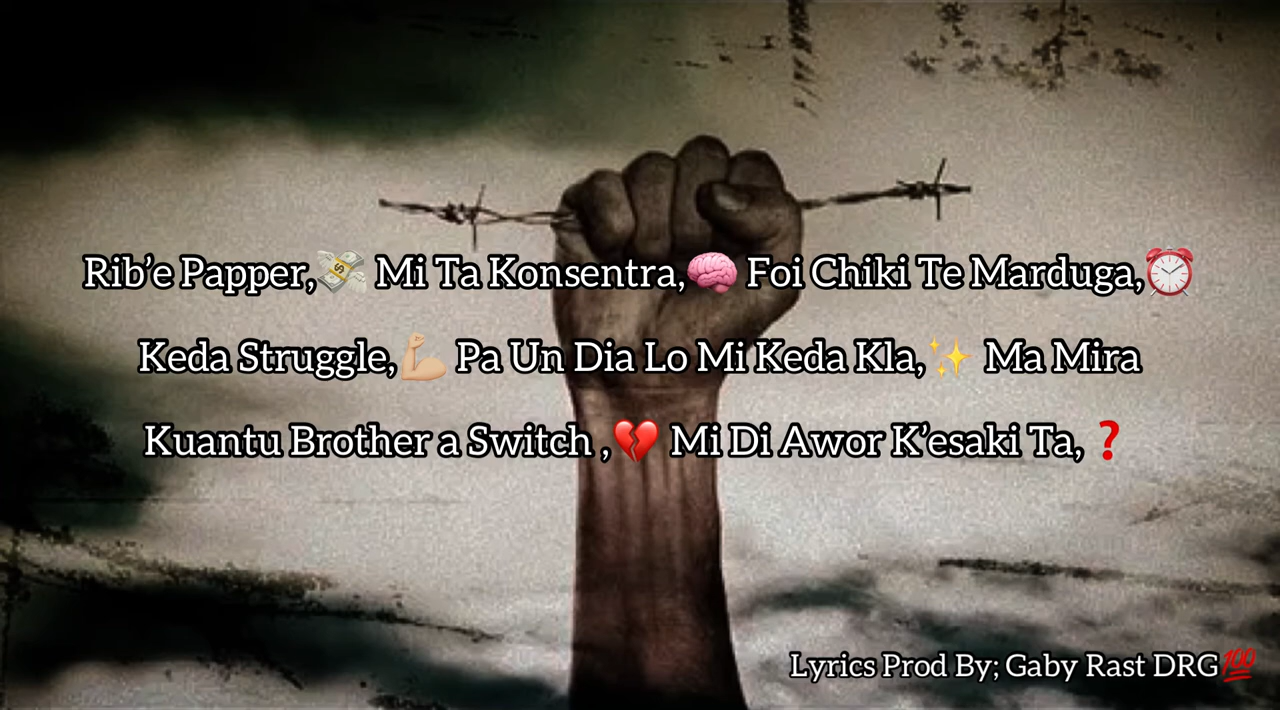 Rib’e Papper,💸 Mi Ta Konsentra,🧠 Foi Chiki Te Marduga,⏰
Keda Struggle,💪🏼 Pa Un Dia Lo Mi Keda Kla,✨ Ma Mira
Kuantu Brother a Switch ,💔 Mi Di Awor K’esaki Ta,❓
Lyrics Prod By; Gaby Rast DRG💯